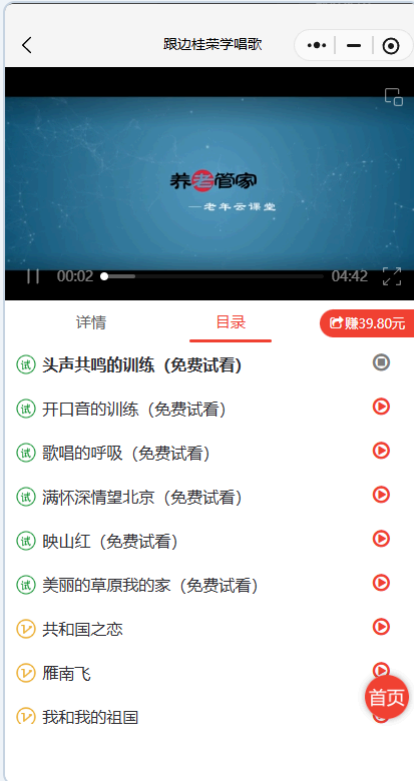 跟边桂荣学唱歌
养老管家
—老年云课堂
00:02
04:42
详情
目录
赚39.80元
试 头声共鸣的训练（免费试看）
试 开口音的训练（免费试看）
试 歌唱的呼吸（免费试看）
试 满怀深情望北京（免费试看）
试 映山红（免费试看）
试 美丽的草原我的家（免费试看）
共和国之恋
雁南飞
首页
我和我的祖国